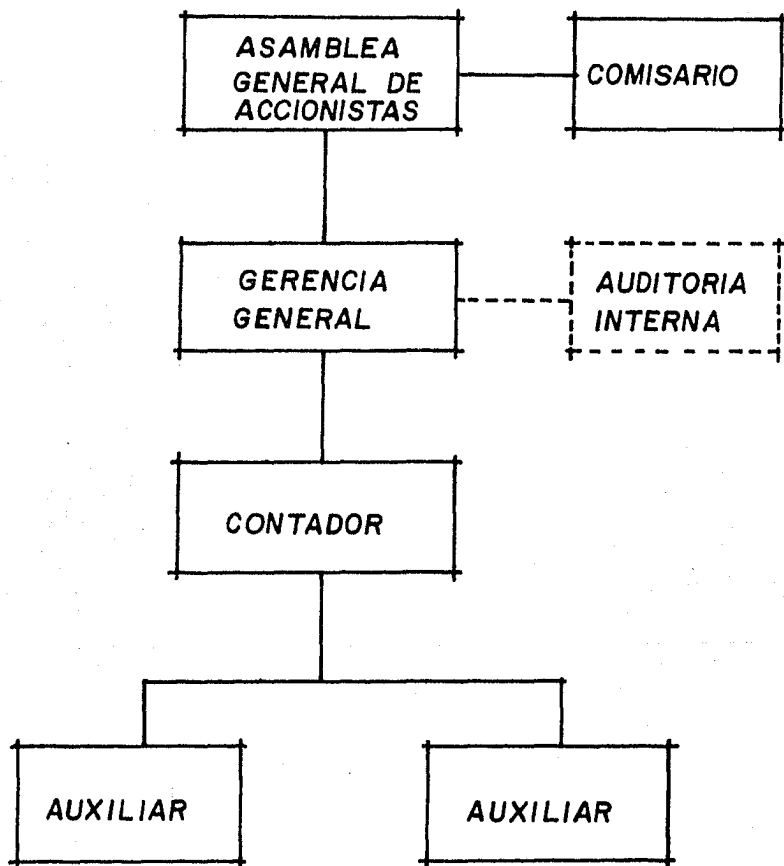 ASAMBLEA
GENERAL DE
ACCIONISTAS
COMISARIO
GERENCIA
GENERAL
AUDITORIA
INTERNA
CONTADOR
AUXILIAR
AUXILIAR